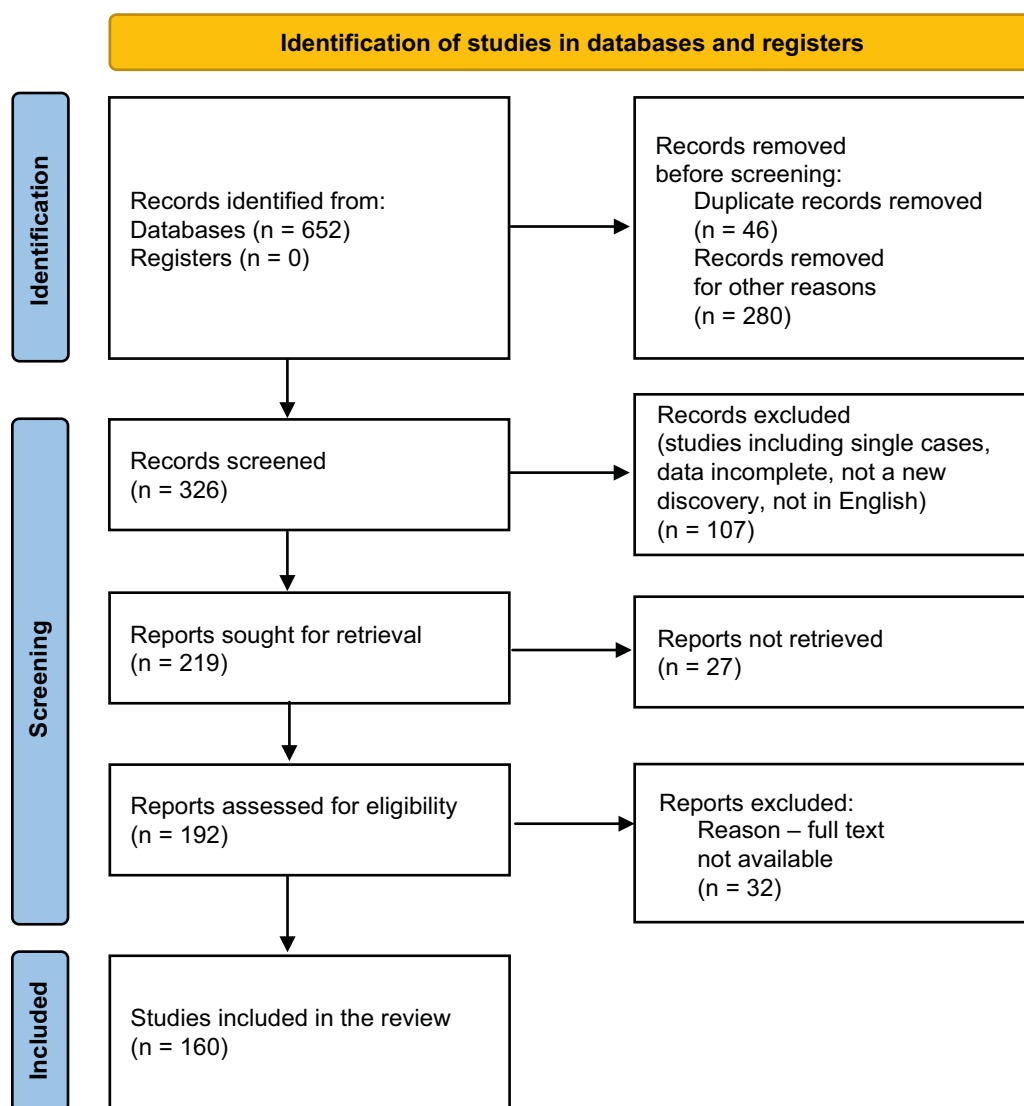 Identification of studies in databases and registers
Identification
Records identified from:
Databases (n = 652)
Registers (n = 0)
Records removed
before screening:
Duplicate records removed
(n = 46)
Records removed
for other reasons
(n = 280)
Screening
Records screened
(n = 326)
Records excluded
(studies including single cases,
data incomplete, not a new
discovery, not in English)
(n = 107)
Reports sought for retrieval
(n = 219)
Reports not retrieved
(n = 27)
Reports assessed for eligibility
(n = 192)
Reports excluded:
Reason – full text
not available
(n = 32)
Included
Studies included in the review
(n = 160)